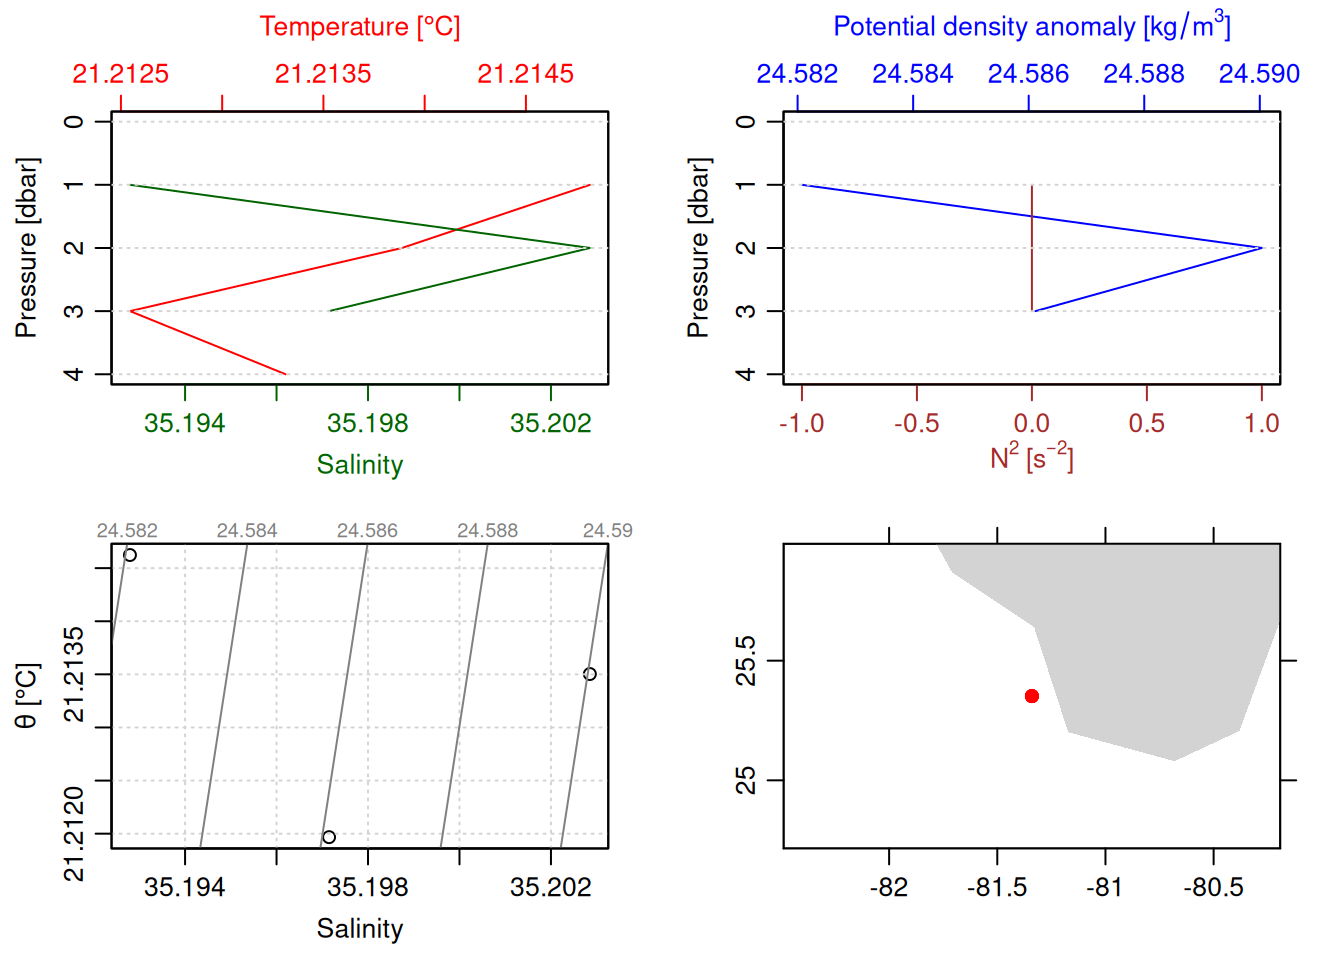 Temperature [°C]
21.2125 21.2135 21.2145
0
1
2
3
4
Pressure [dbar]
35.194 35.198 35.202
Salinity
Potential density anomaly [kg/m³]
24.582 24.584 24.586 24.588 24.590
0
1
2
3
4
Pressure [dbar]
-1.0 -0.5 0.0 0.5 1.0
N² [s⁻²]
24.582 24.584 24.586 24.588 24.59
21.2135
21.2120
θ [°C]
35.194 35.198 35.202
Salinity
25.5
25
-82 -81.5 -81 -80.5